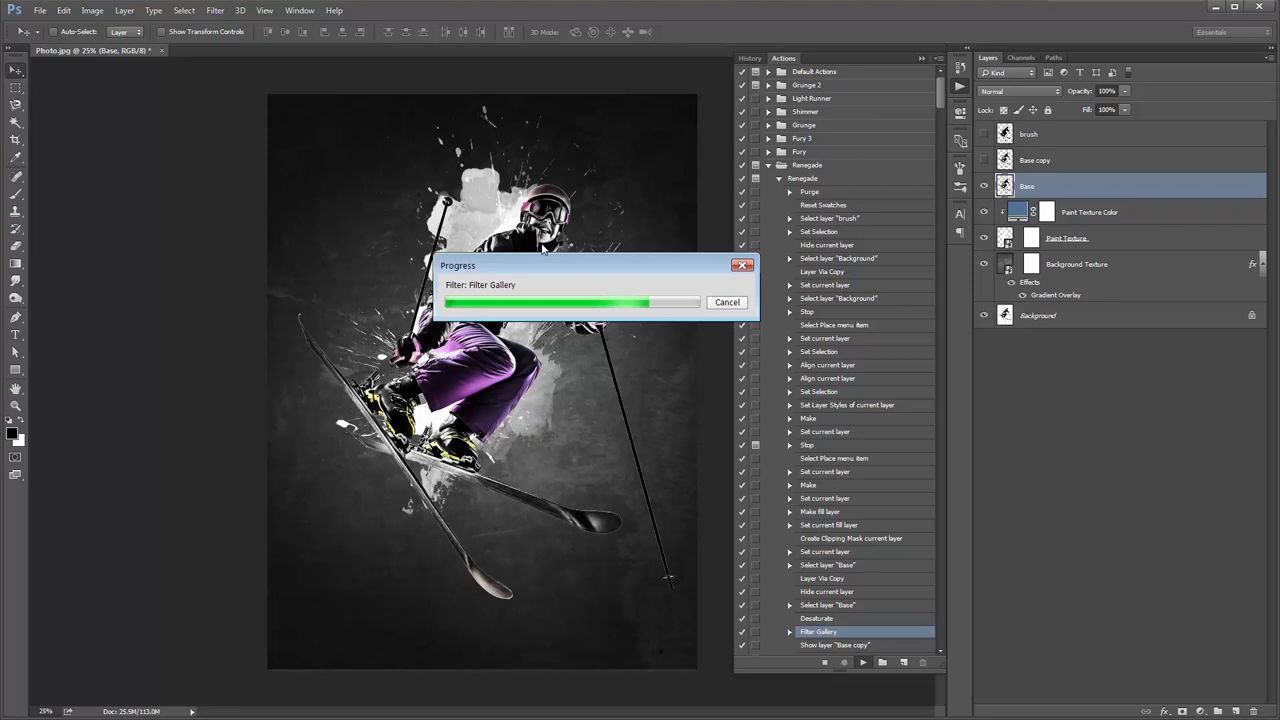 Ps File Edit Image Layer Type Select Filter 3D View Window Help
Auto-Select: Layer Show Transform Controls 3D Mode: Essentials
Photo.jpg @ 25% (Base, RGB/8) * ×
History Actions
Default Actions
Grunge 2
Light Runner
Shimmer
Grunge
Fury 3
Fury
Renegade
Renegade
Purge
Reset Swatches
Select layer "brush"
Set Selection
Hide current layer
Select layer "Background"
Layer Via Copy
Set current layer
Select layer "Background"
Stop
Select Place menu item
Set current layer
Set Selection
Align current layer
Align current layer
Set Selection
Set Layer Styles of current layer
Make
Set current layer
Stop
Select Place menu item
Set current layer
Make
Set current layer
Make fill layer
Set current fill layer
Create Clipping Mask current layer
Set current layer
Select layer "Base"
Layer Via Copy
Hide current layer
Select layer "Base"
Desaturate
Filter Gallery
Show layer "Base copy"
Progress
Filter: Filter Gallery
Cancel
Layers Channels Paths
Kind
Normal Opacity: 100%
Lock: Fill: 100%
brush
Base copy
Base
Paint Texture Color
Paint Texture
Background Texture fx
Effects
Gradient Overlay
Background
25% Doc: 25.5M/113.0M